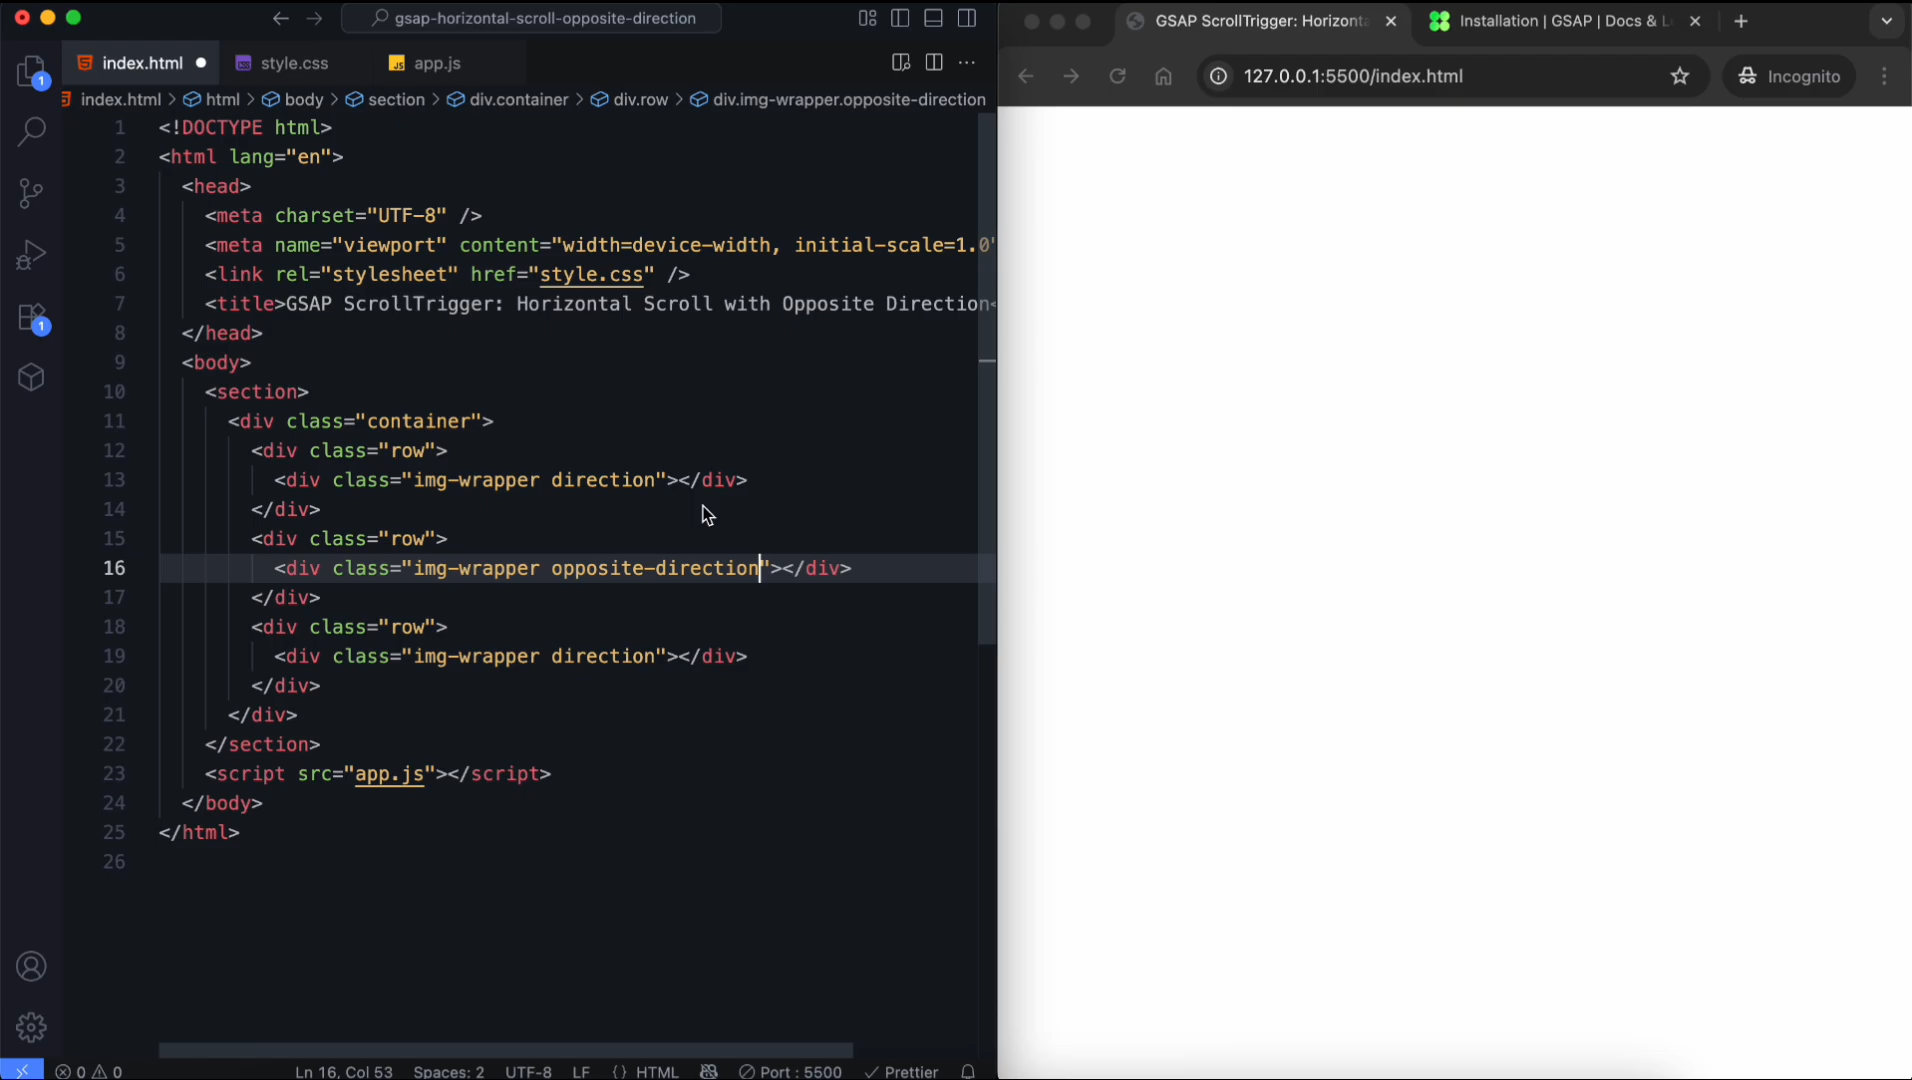 gsap-horizontal-scroll-opposite-direction
index.html
style.css
app.js
index.html > html > body > section > div.container > div.row > div.img-wrapper.opposite-direction
1 <!DOCTYPE html>
2 <html lang="en">
3 <head>
4 <meta charset="UTF-8" />
5 <meta name="viewport" content="width=device-width, initial-scale=1.0"
6 <link rel="stylesheet" href="style.css" />
7 <title>GSAP ScrollTrigger: Horizontal Scroll with Opposite Direction<
8 </head>
9 <body>
10 <section>
11 <div class="container">
12 <div class="row">
13 <div class="img-wrapper direction"></div>
14 </div>
15 <div class="row">
16 <div class="img-wrapper opposite-direction"></div>
17 </div>
18 <div class="row">
19 <div class="img-wrapper direction"></div>
20 </div>
21 </div>
22 </section>
23 <script src="app.js"></script>
24 </body>
25 </html>
26
1
1
0 0
Ln 16, Col 53
Spaces: 2
UTF-8
LF
{} HTML
Port : 5500
Prettier
GSAP ScrollTrigger: Horizonta
Installation | GSAP | Docs & L
127.0.0.1:5500/index.html
Incognito